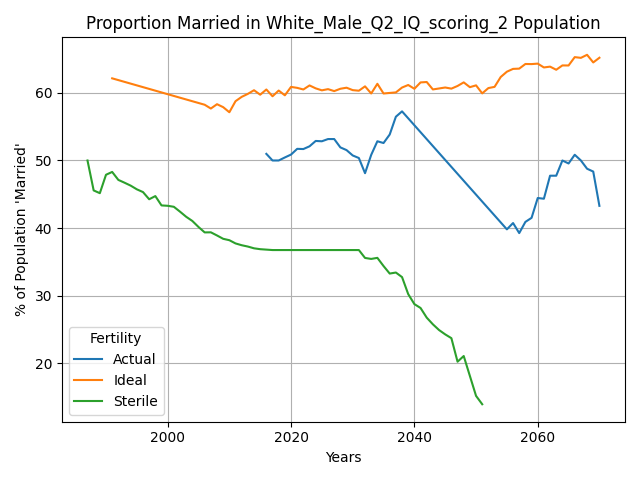 Proportion Married in White_Male_Q2_IQ_scoring_2 Population
% of Population 'Married'
60
50
40
30
20
Fertility
Actual
Ideal
Sterile
2000 2020 2040 2060
Years